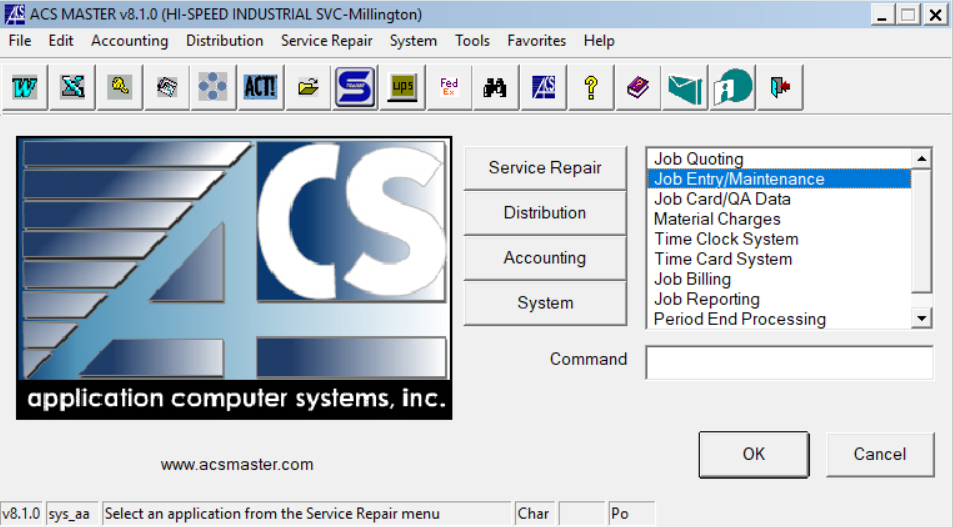 ACS MASTER v8.1.0 (HI-SPEED INDUSTRIAL SVC-Millington)
File Edit Accounting Distribution Service Repair System Tools Favorites Help
W X ACT! S ups Fed Ex AS ?
ACS
application computer systems, inc.
www.acsmaster.com
Service Repair
Distribution
Accounting
System
Job Quoting
Job Entry/Maintenance
Job Card/QA Data
Material Charges
Time Clock System
Time Card System
Job Billing
Job Reporting
Period End Processing
Command
OK Cancel
v8.1.0 sys_aa Select an application from the Service Repair menu Char Po